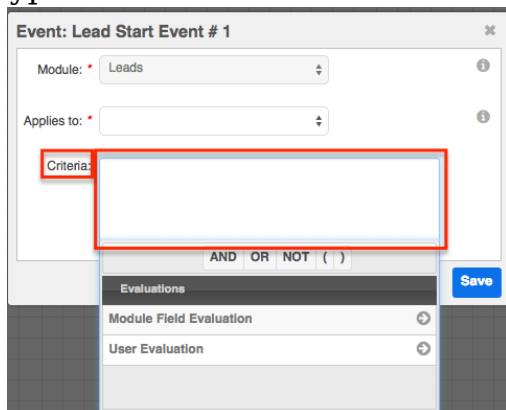 Event: Lead Start Event # 1
Module: * Leads
Applies to: *
Criteria:
AND OR NOT ( )
Save
Evaluations
Module Field Evaluation
User Evaluation